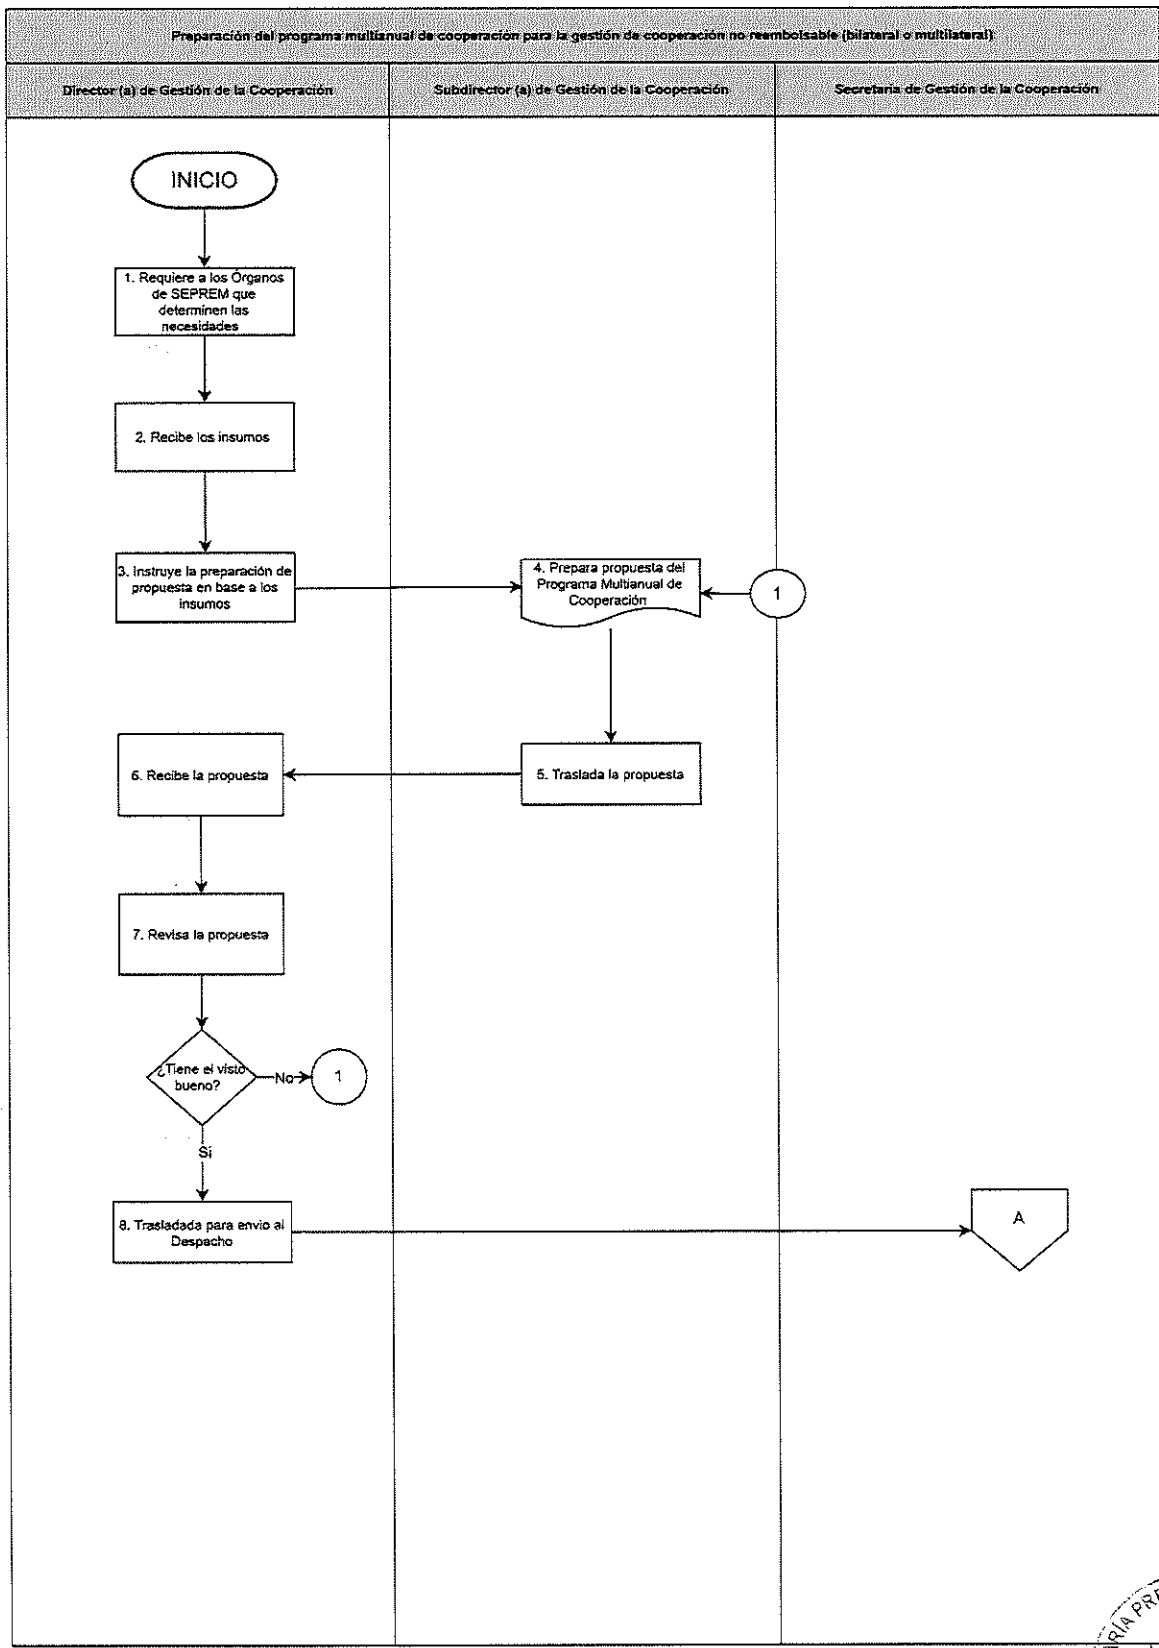 Preparación del programa multianual de cooperación para la gestión de cooperación no reembolsable (bilateral o multilateral)
Director (a) de Gestión de la Cooperación
Subdirector (a) de Gestión de la Cooperación
Secretaria de Gestión de la Cooperación
INICIO
1. Requiere a los Órganos
de SEPREM que
determinen las
necesidades
2. Recibe los insumos
3. Instruye la preparación de
propuesta en base a los
insumos
4. Prepara propuesta del
Programa Multianual de
Cooperación
1
5. Traslada la propuesta
6. Recibe la propuesta
7. Revisa la propuesta
¿Tiene el visto
bueno?
No
1
Sí
8. Trasladada para envio al
Despacho
A